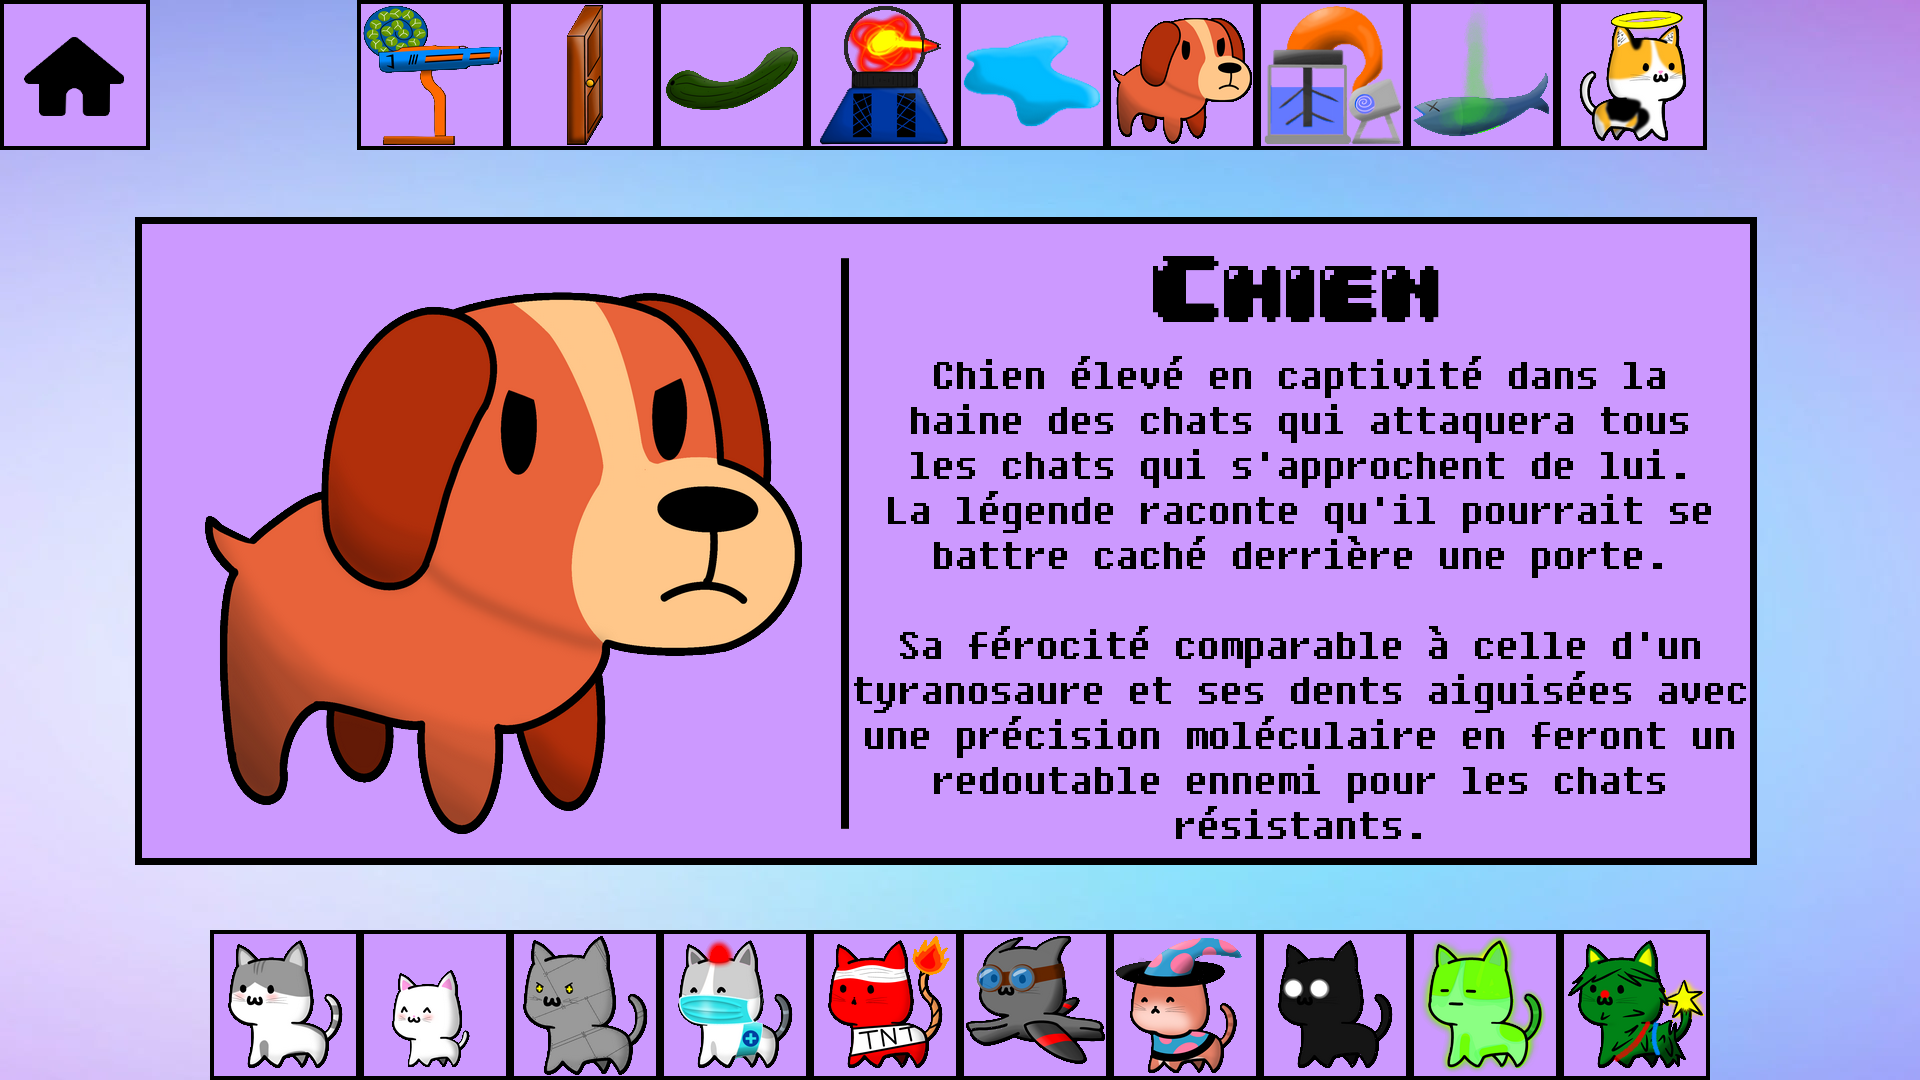 Chien
Chien élevé en captivité dans la
haine des chats qui attaquera tous
les chats qui s'approchent de lui.
La légende raconte qu'il pourrait se
battre caché derrière une porte.
Sa férocité comparable à celle d'un
tyranosaure et ses dents aiguisées avec
une précision moléculaire en feront un
redoutable ennemi pour les chats
résistants.
TNT